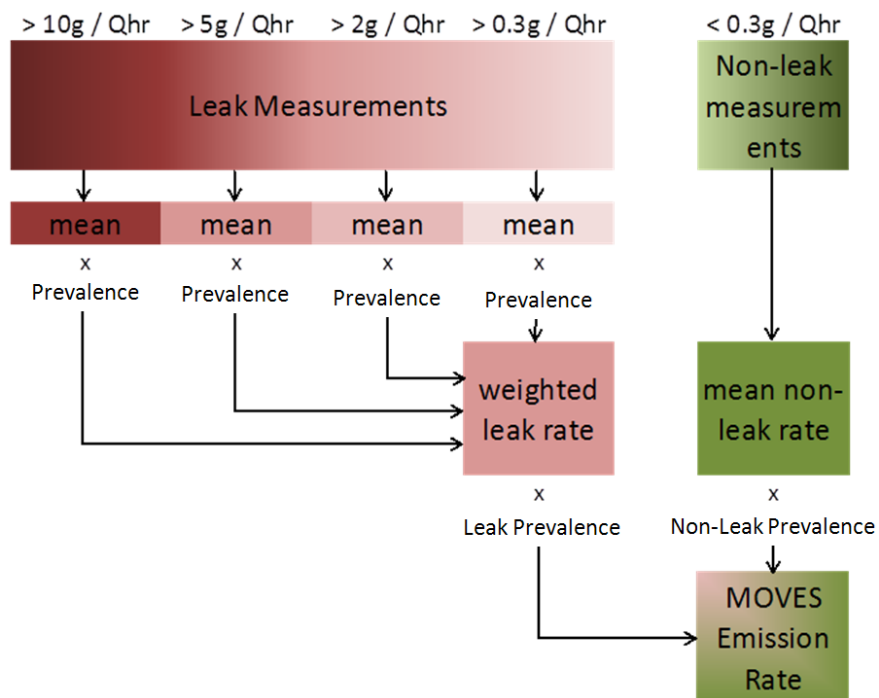 > 10g / Qhr > 5g / Qhr > 2g / Qhr > 0.3g / Qhr < 0.3g / Qhr
Leak Measurements
Non-leak
measurem
ents
mean mean mean mean
x x x x
Prevalence Prevalence Prevalence Prevalence
weighted
leak rate
mean non-
leak rate
x x
Leak Prevalence Non-Leak Prevalence
MOVES
Emission
Rate